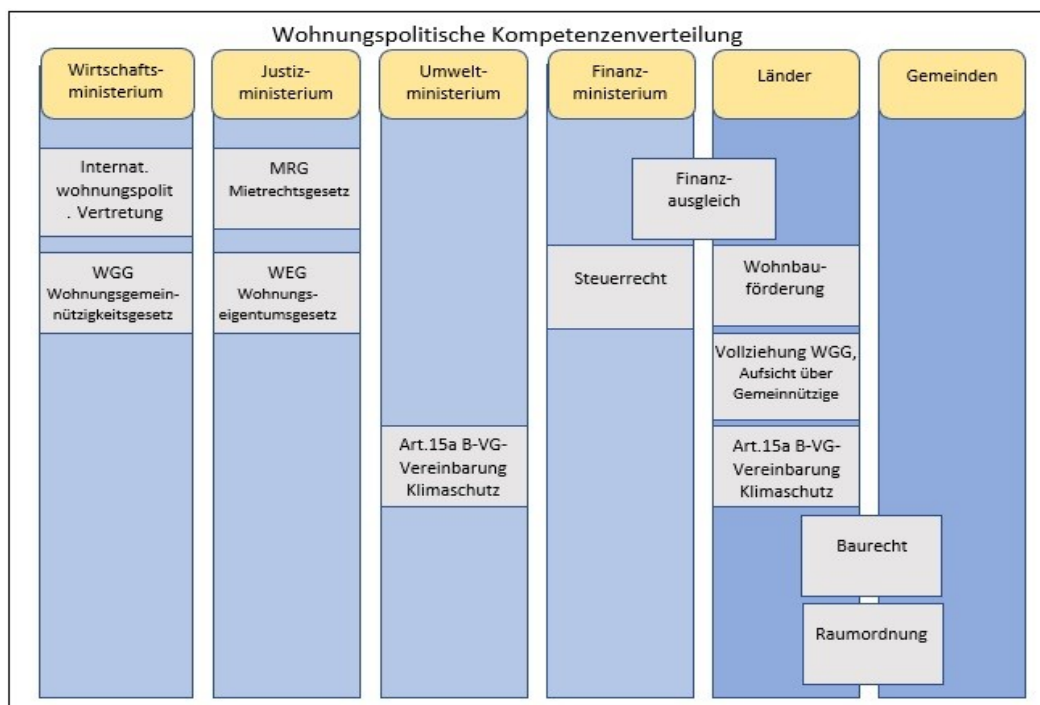 Wohnungspolitische Kompetenzenverteilung
Wirtschafts-
ministerium
Justiz-
ministerium
Umwelt-
ministerium
Finanz-
ministerium
Länder
Gemeinden
Internat.
wohnungspolit
. Vertretung
MRG
Mietrechtsgesetz
Finanz-
ausgleich
WGG
Wohnungsgemein-
nützigkeitsgesetz
WEG
Wohnungs-
eigentumsgesetz
Steuerrecht
Wohnbau-
förderung
Vollziehung WGG,
Aufsicht über
Gemeinnützige
Art.15a B-VG-
Vereinbarung
Klimaschutz
Art.15a B-VG-
Vereinbarung
Klimaschutz
Baurecht
Raumordnung